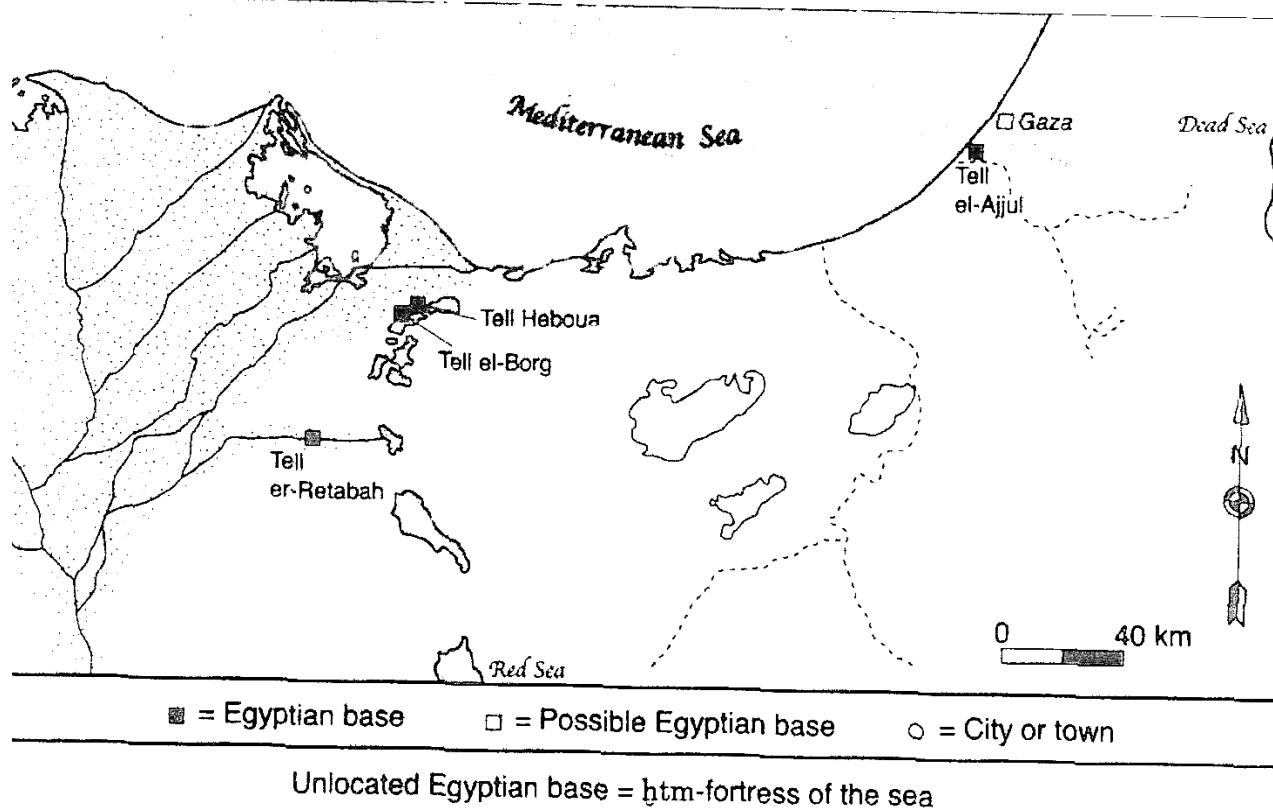 Mediterranean Sea
Gaza
Dead Sea
Tell
el-Ajjul
Tell Heboua
Tell el-Borg
Tell
er-Retabah
N
0 40 km
Red Sea
= Egyptian base
= Possible Egyptian base
= City or town
Unlocated Egyptian base = ḫtm-fortress of the sea